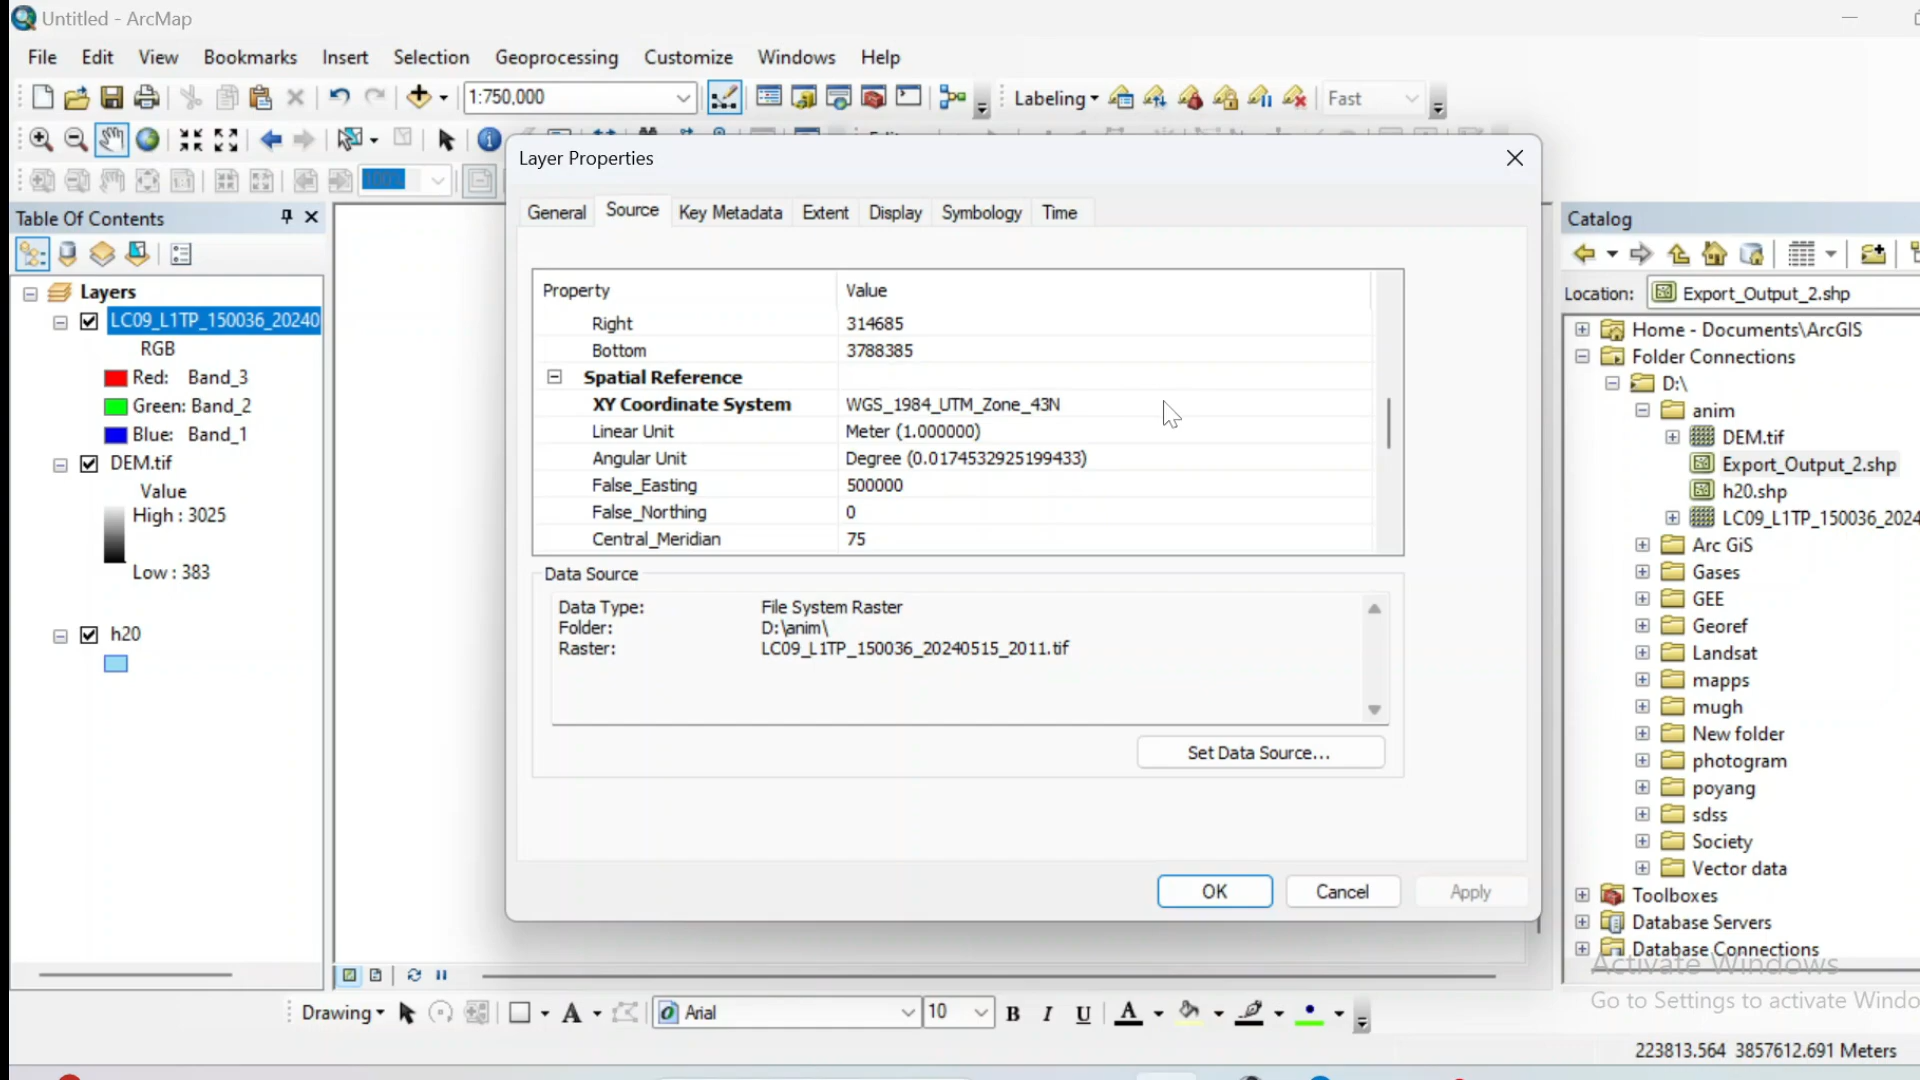 Untitled - ArcMap
File Edit View Bookmarks Insert Selection Geoprocessing Customize Windows Help
1:750,000 Labeling Fast
Layer Properties
General Source Key Metadata Extent Display Symbology Time
Property Value
Right 314685
Bottom 3788385
Spatial Reference
XY Coordinate System WGS_1984_UTM_Zone_43N
Linear Unit Meter (1.000000)
Angular Unit Degree (0.0174532925199433)
False_Easting 500000
False_Northing 0
Central_Meridian 75
Data Source
Data Type: File System Raster
Folder: D:\anim\
Raster: LC09_L1TP_150036_20240515_2011.tif
Set Data Source...
OK Cancel Apply
Table Of Contents
Layers
LC09_L1TP_150036_20240
RGB
Red: Band_3
Green: Band_2
Blue: Band_1
DEM.tif
Value
High : 3025
Low : 383
h20
Catalog
Location: Export_Output_2.shp
Home - Documents\ArcGIS
Folder Connections
D:\
anim
DEM.tif
Export_Output_2.shp
h20.shp
LC09_L1TP_150036_2024
Arc GiS
Gases
GEE
Georef
Landsat
mapps
mugh
New folder
photogram
poyang
sdss
Society
Vector data
Toolboxes
Database Servers
Database Connections
Activate Windows
Go to Settings to activate Windo
Drawing A Arial 10 B I U A
223813.564 3857612.691 Meters